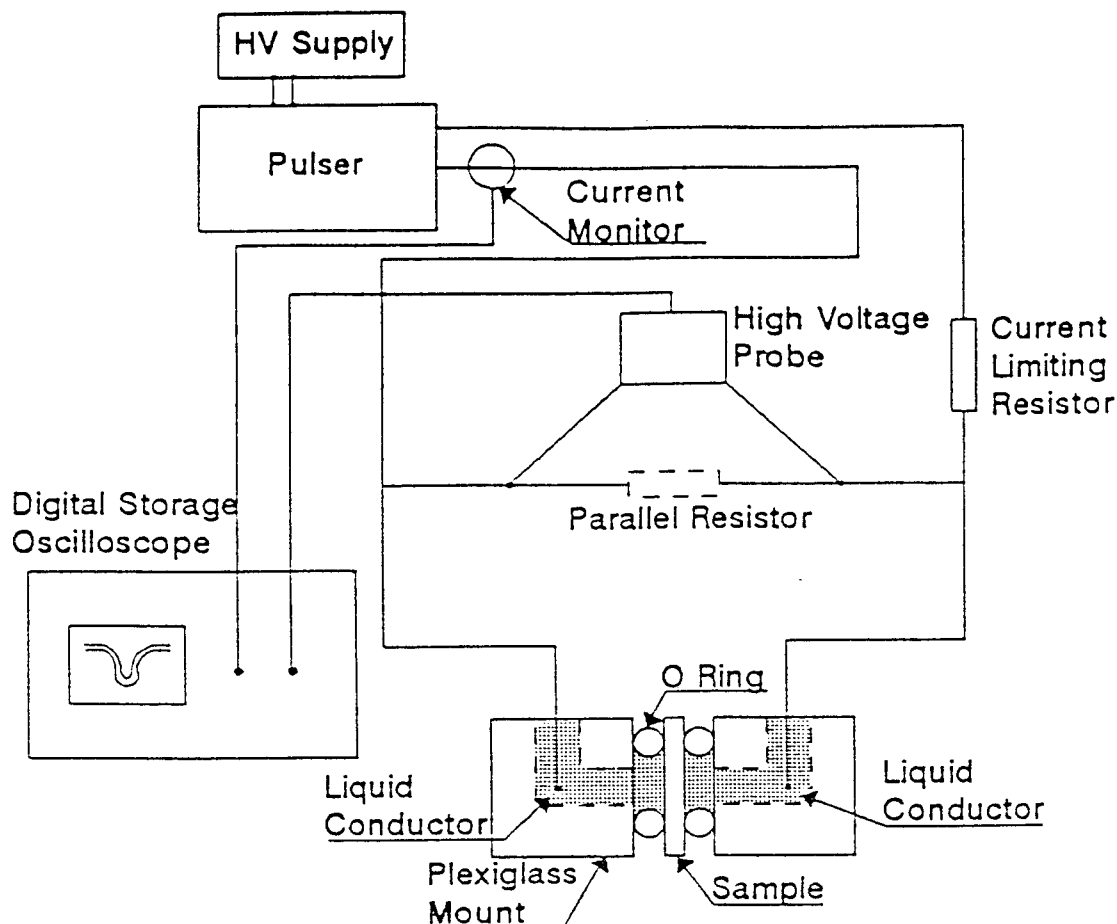 HV Supply
Pulser
Current
Monitor
High Voltage
Probe
Current
Limiting
Resistor
Parallel Resistor
Digital Storage
Oscilloscope
O Ring
Liquid
Conductor
Liquid
Conductor
Plexiglass
Mount
Sample